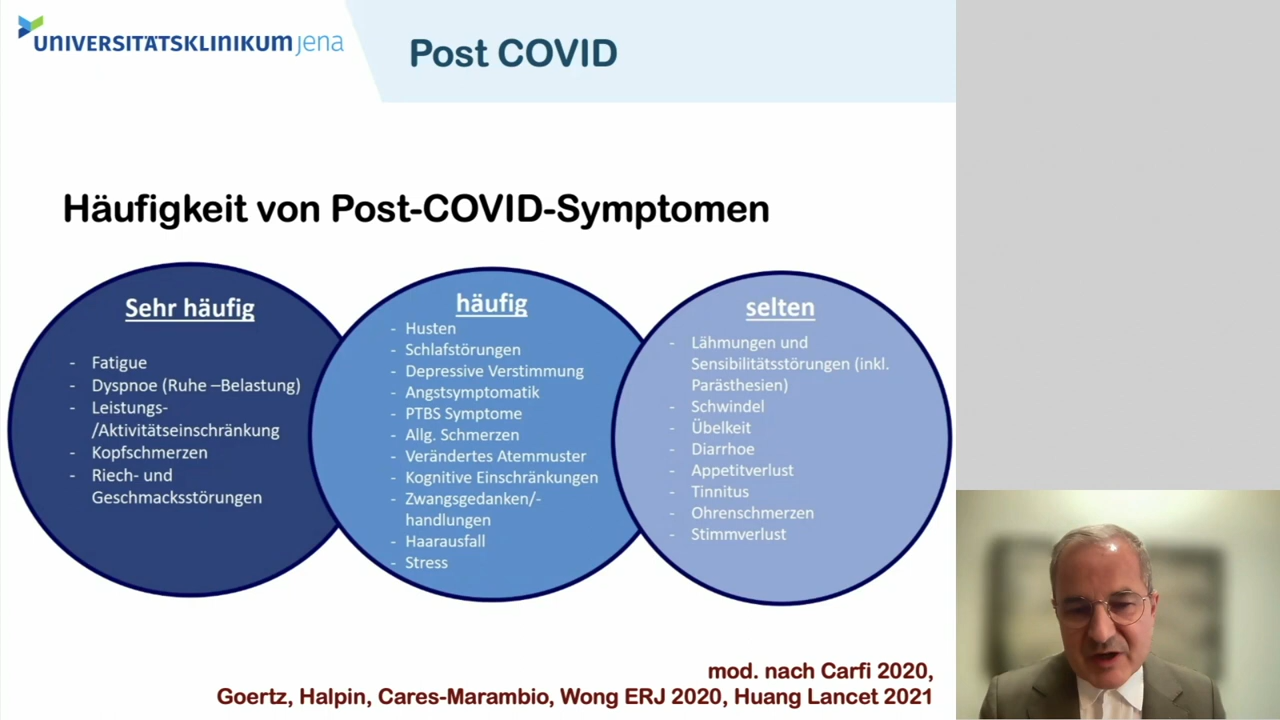 UNIVERSITÄTSKLINIKUM jena
Post COVID
Häufigkeit von Post-COVID-Symptomen
Sehr häufig
- Fatigue
- Dyspnoe (Ruhe –Belastung)
- Leistungs-
/Aktivitätseinschränkung
- Kopfschmerzen
- Riech- und
Geschmacksstörungen
häufig
- Husten
- Schlafstörungen
- Depressive Verstimmung
- Angstsymptomatik
- PTBS Symptome
- Allg. Schmerzen
- Verändertes Atemmuster
- Kognitive Einschränkungen
- Zwangsgedanken/-
handlungen
- Haarausfall
- Stress
selten
- Lähmungen und
Sensibilitätsstörungen (inkl.
Parästhesien)
- Schwindel
- Übelkeit
- Diarrhoe
- Appetitverlust
- Tinnitus
- Ohrenschmerzen
- Stimmverlust
mod. nach Carfi 2020,
Goertz, Halpin, Cares-Marambio, Wong ERJ 2020, Huang Lancet 2021